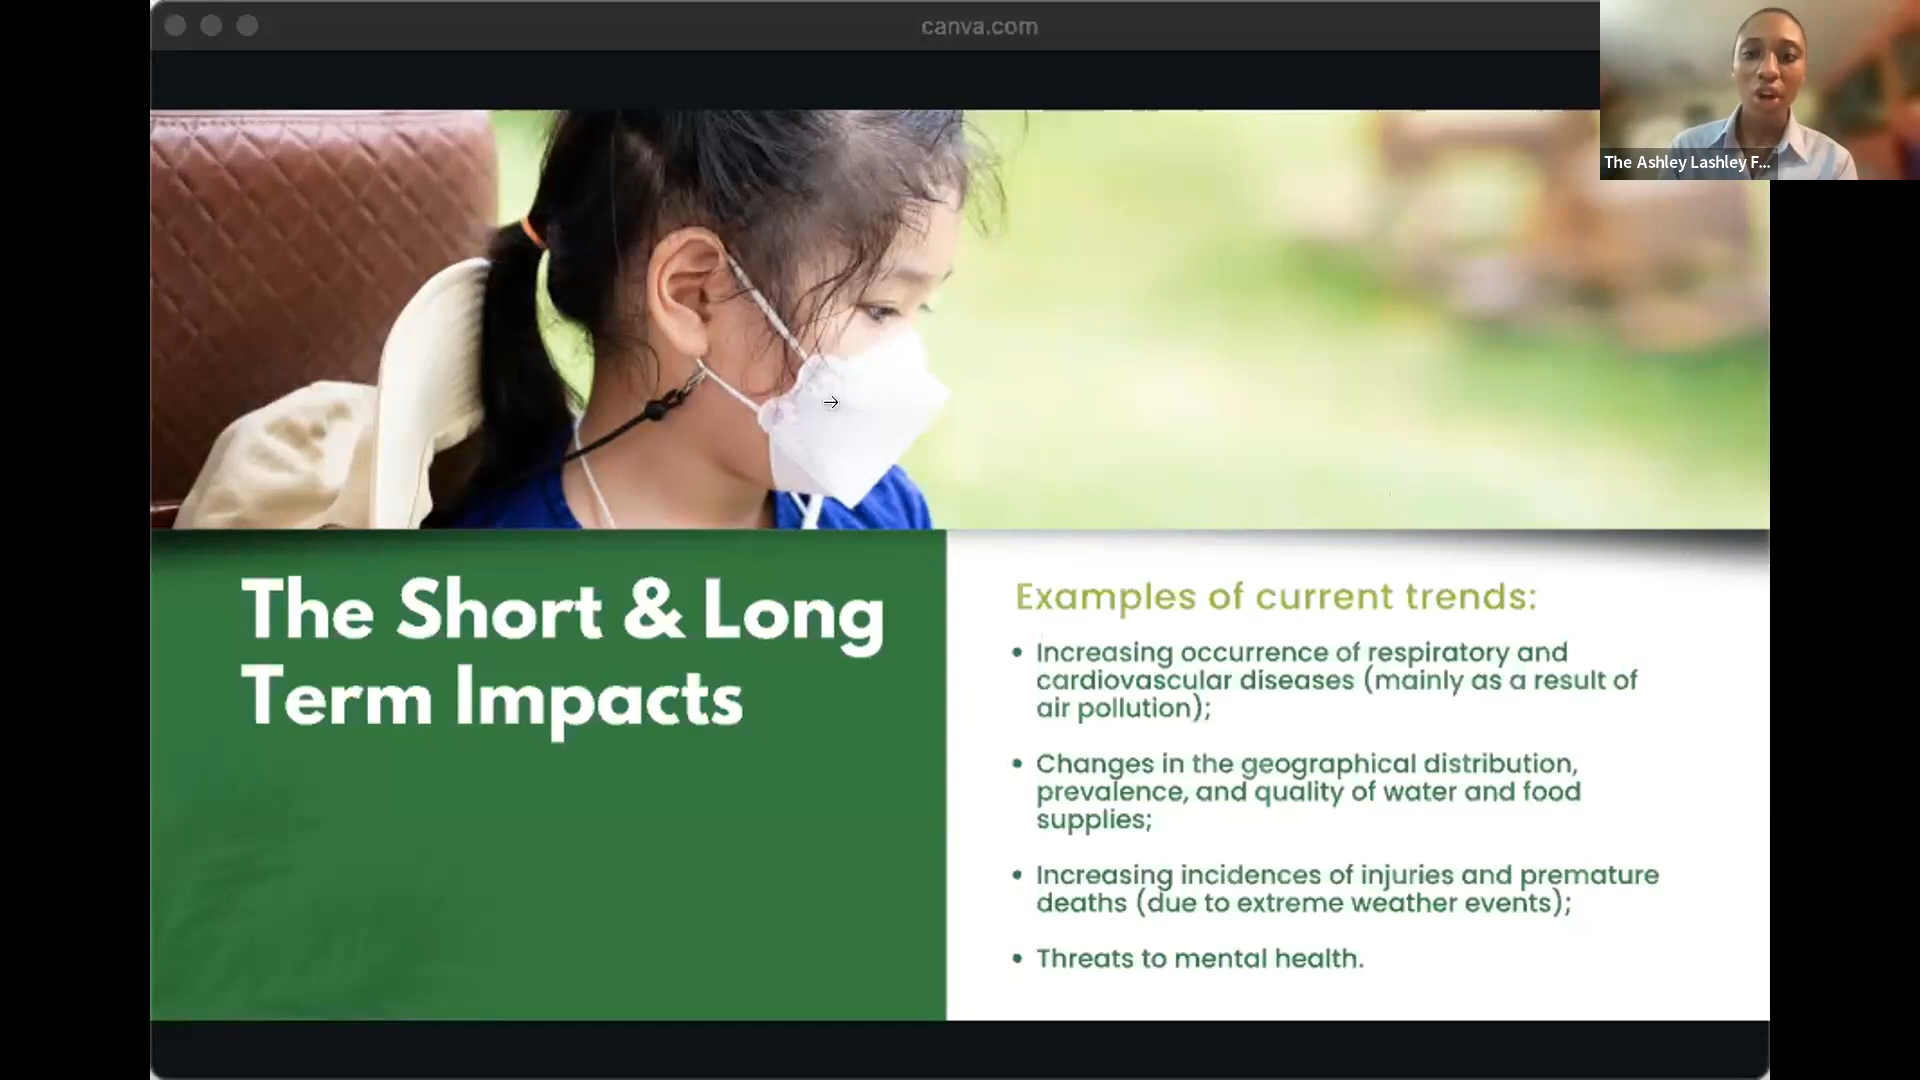 canva.com
The Ashley Lashley F...
The Short & Long
Term Impacts
Examples of current trends:
• Increasing occurrence of respiratory and
cardiovascular diseases (mainly as a result of
air pollution);
• Changes in the geographical distribution,
prevalence, and quality of water and food
supplies;
• Increasing incidences of injuries and premature
deaths (due to extreme weather events);
• Threats to mental health.